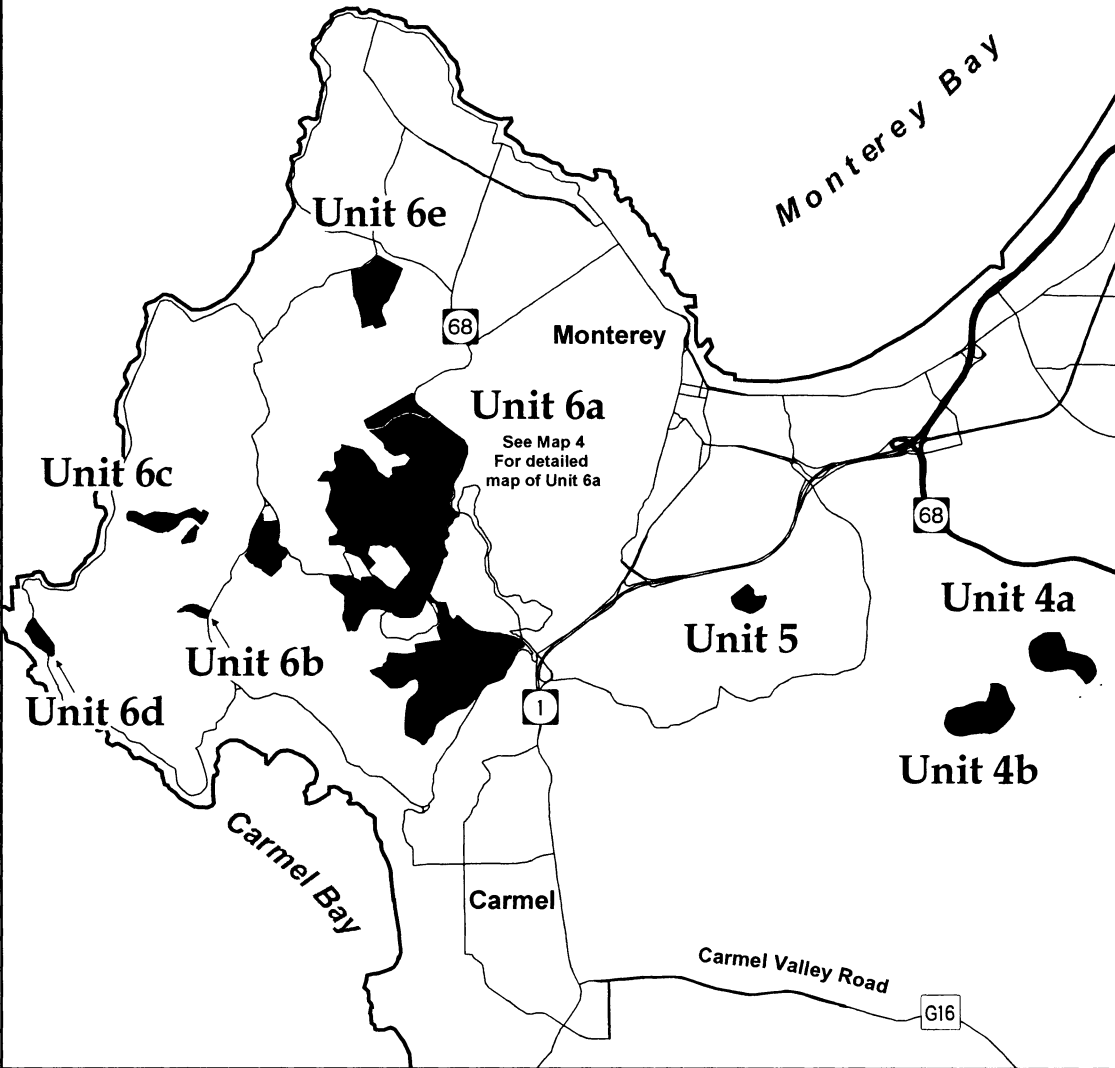 Monterey Bay
Unit 6e
68
Monterey
Unit 6a
See Map 4
For detailed
map of Unit 6a
Unit 6c
68
Unit 4a
Unit 5
Unit 6b
Unit 6d
1
Unit 4b
Carmel Bay
Carmel
Carmel Valley Road
G16